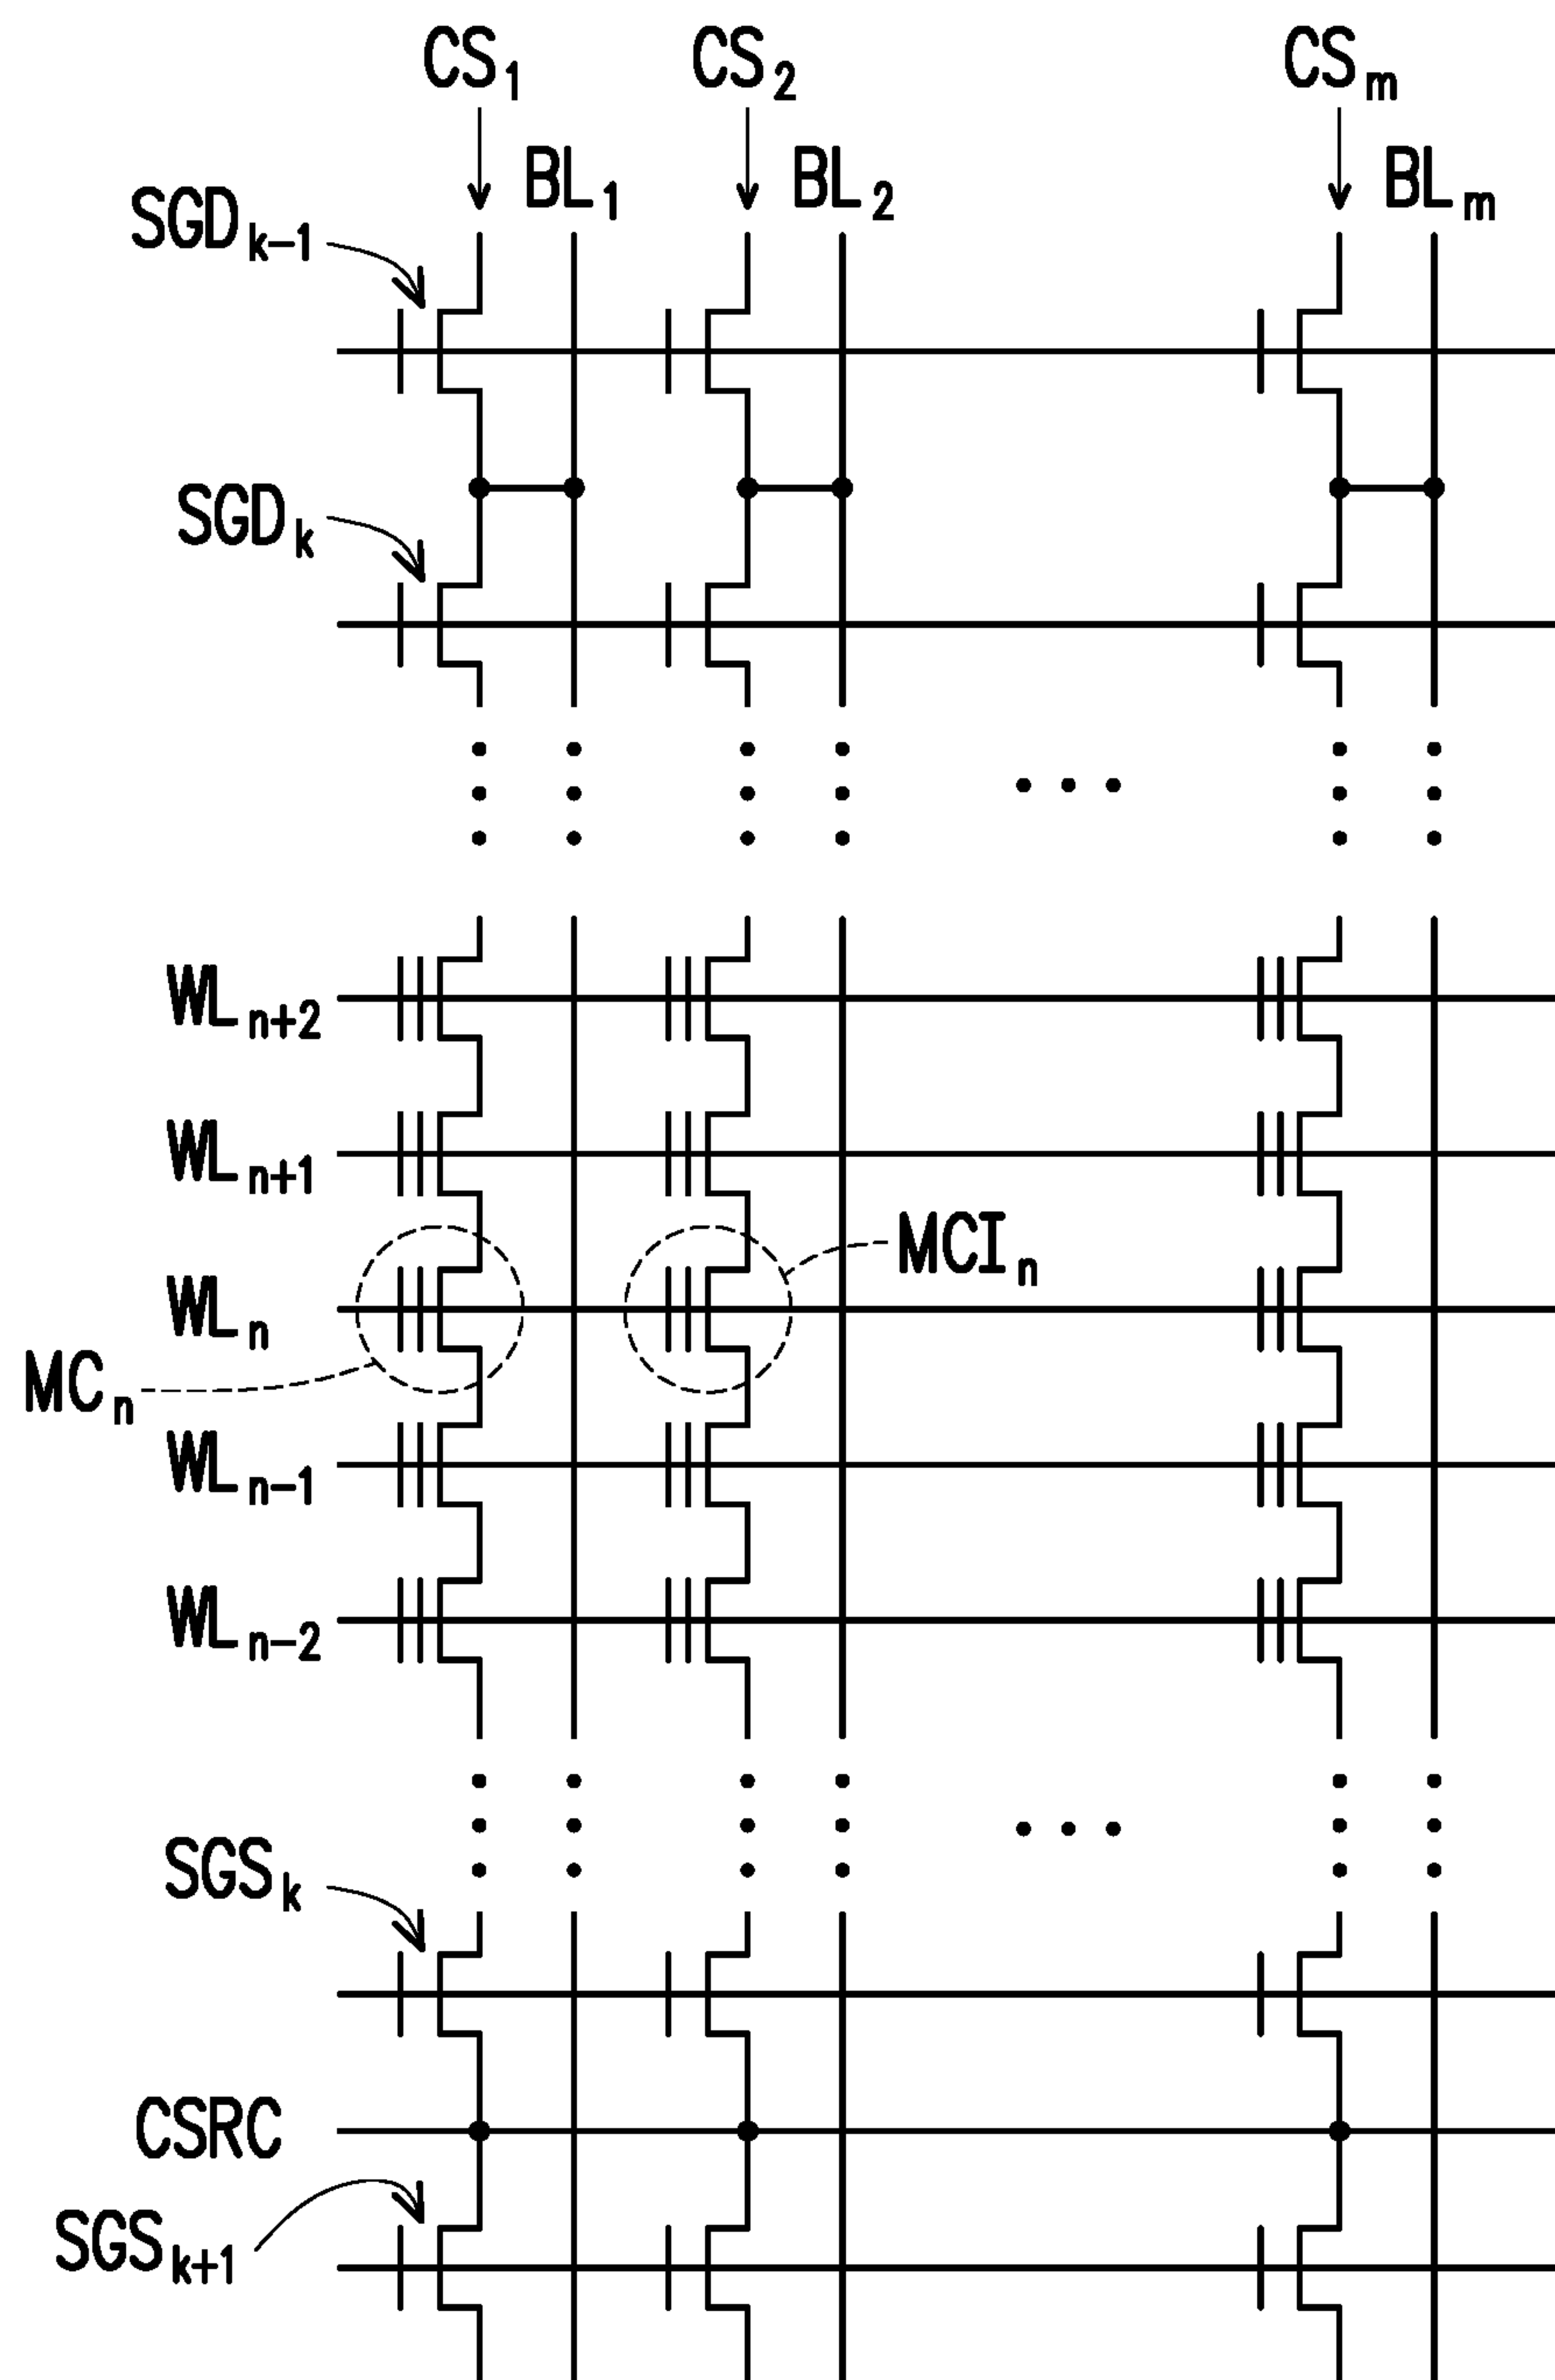 CS1 CS2 CSm
BL1 BL2 BLm
SGDk-1
SGDk
WLn+2
WLn+1
MCIn
WLn
MCn
WLn-1
WLn-2
SGSk
CSRC
SGSk+1